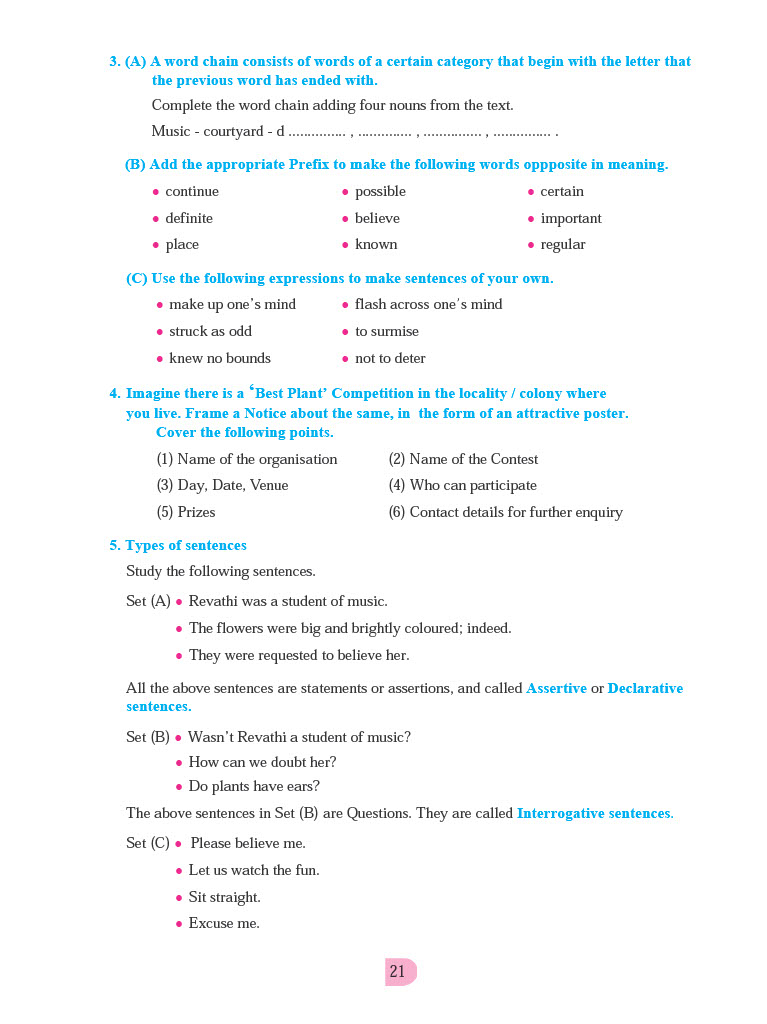 3. (A) A word chain consists of words of a certain category that begin with the letter that
the previous word has ended with.
Complete the word chain adding four nouns from the text.
Music - courtyard - d ............... , .............. , ............... , ............... .
(B) Add the appropriate Prefix to make the following words oppposite in meaning.
• continue • possible • certain
• definite • believe • important
• place • known • regular
(C) Use the following expressions to make sentences of your own.
• make up one's mind • flash across one's mind
• struck as odd • to surmise
• knew no bounds • not to deter
4. Imagine there is a ‘Best Plant’ Competition in the locality / colony where
you live. Frame a Notice about the same, in the form of an attractive poster.
Cover the following points.
(1) Name of the organisation (2) Name of the Contest
(3) Day, Date, Venue (4) Who can participate
(5) Prizes (6) Contact details for further enquiry
5. Types of sentences
Study the following sentences.
Set (A) • Revathi was a student of music.
• The flowers were big and brightly coloured; indeed.
• They were requested to believe her.
All the above sentences are statements or assertions, and called Assertive or Declarative
sentences.
Set (B) • Wasn't Revathi a student of music?
• How can we doubt her?
• Do plants have ears?
The above sentences in Set (B) are Questions. They are called Interrogative sentences.
Set (C) • Please believe me.
• Let us watch the fun.
• Sit straight.
• Excuse me.
21